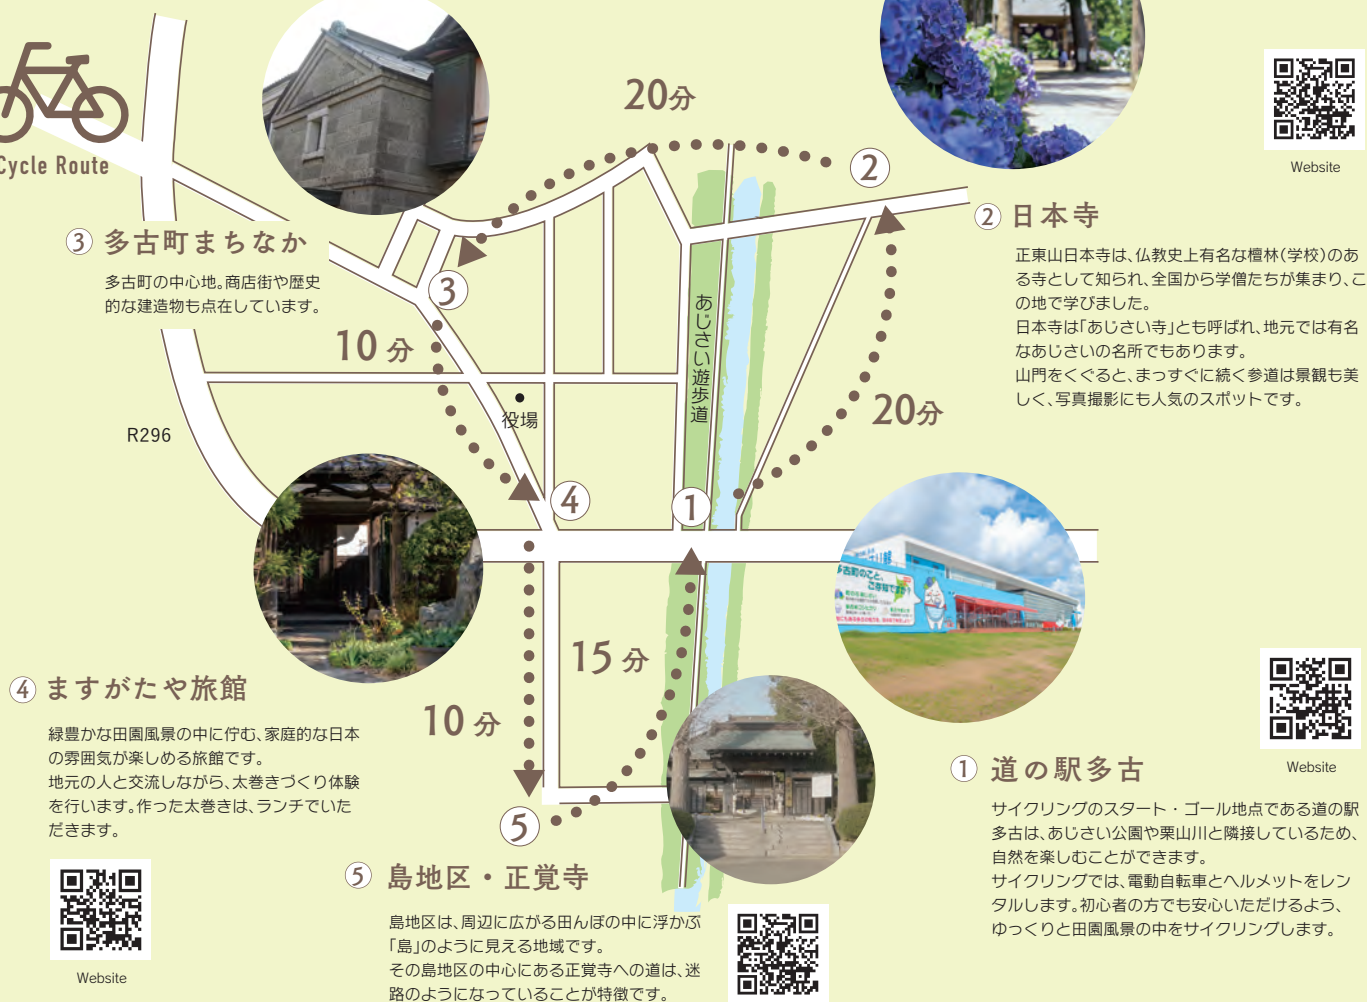 Cycle Route
20分
Website
② 日本寺
正東山日本寺は、仏教史上有名な檀林(学校)のあ
る寺として知られ、全国から学僧たちが集まり、こ
の地で学びました。
日本寺は「あじさい寺」とも呼ばれ、地元では有名
なあじさいの名所でもあります。
山門をくぐると、まっすぐに続く参道は景観も美
しく、写真撮影にも人気のスポットです。
②
③ 多古町まちなか
多古町の中心地。商店街や歴史
的な建造物も点在しています。
③
10分
あじさい遊歩道
役場
20分
R296
④
①
④ ますがたや旅館
緑豊かな田園風景の中に佇む、家庭的な日本
の雰囲気が楽しめる旅館です。
地元の人と交流しながら、太巻きづくり体験
を行います。作った太巻きは、ランチでいた
だきます。
Website
15分
10分
⑤
多古町のこと、
ご存知ですか?
Website
① 道の駅多古
サイクリングのスタート・ゴール地点である道の駅
多古は、あじさい公園や栗山川と隣接しているため、
自然を楽しむことができます。
サイクリングでは、電動自転車とヘルメットをレン
タルします。初心者の方でも安心いただけるよう、
ゆっくりと田園風景の中をサイクリングします。
⑤ 島地区・正覚寺
島地区は、周辺に広がる田んぼの中に浮かぶ
「島」のように見える地域です。
その島地区の中心にある正覚寺への道は、迷
路のようになっていることが特徴です。